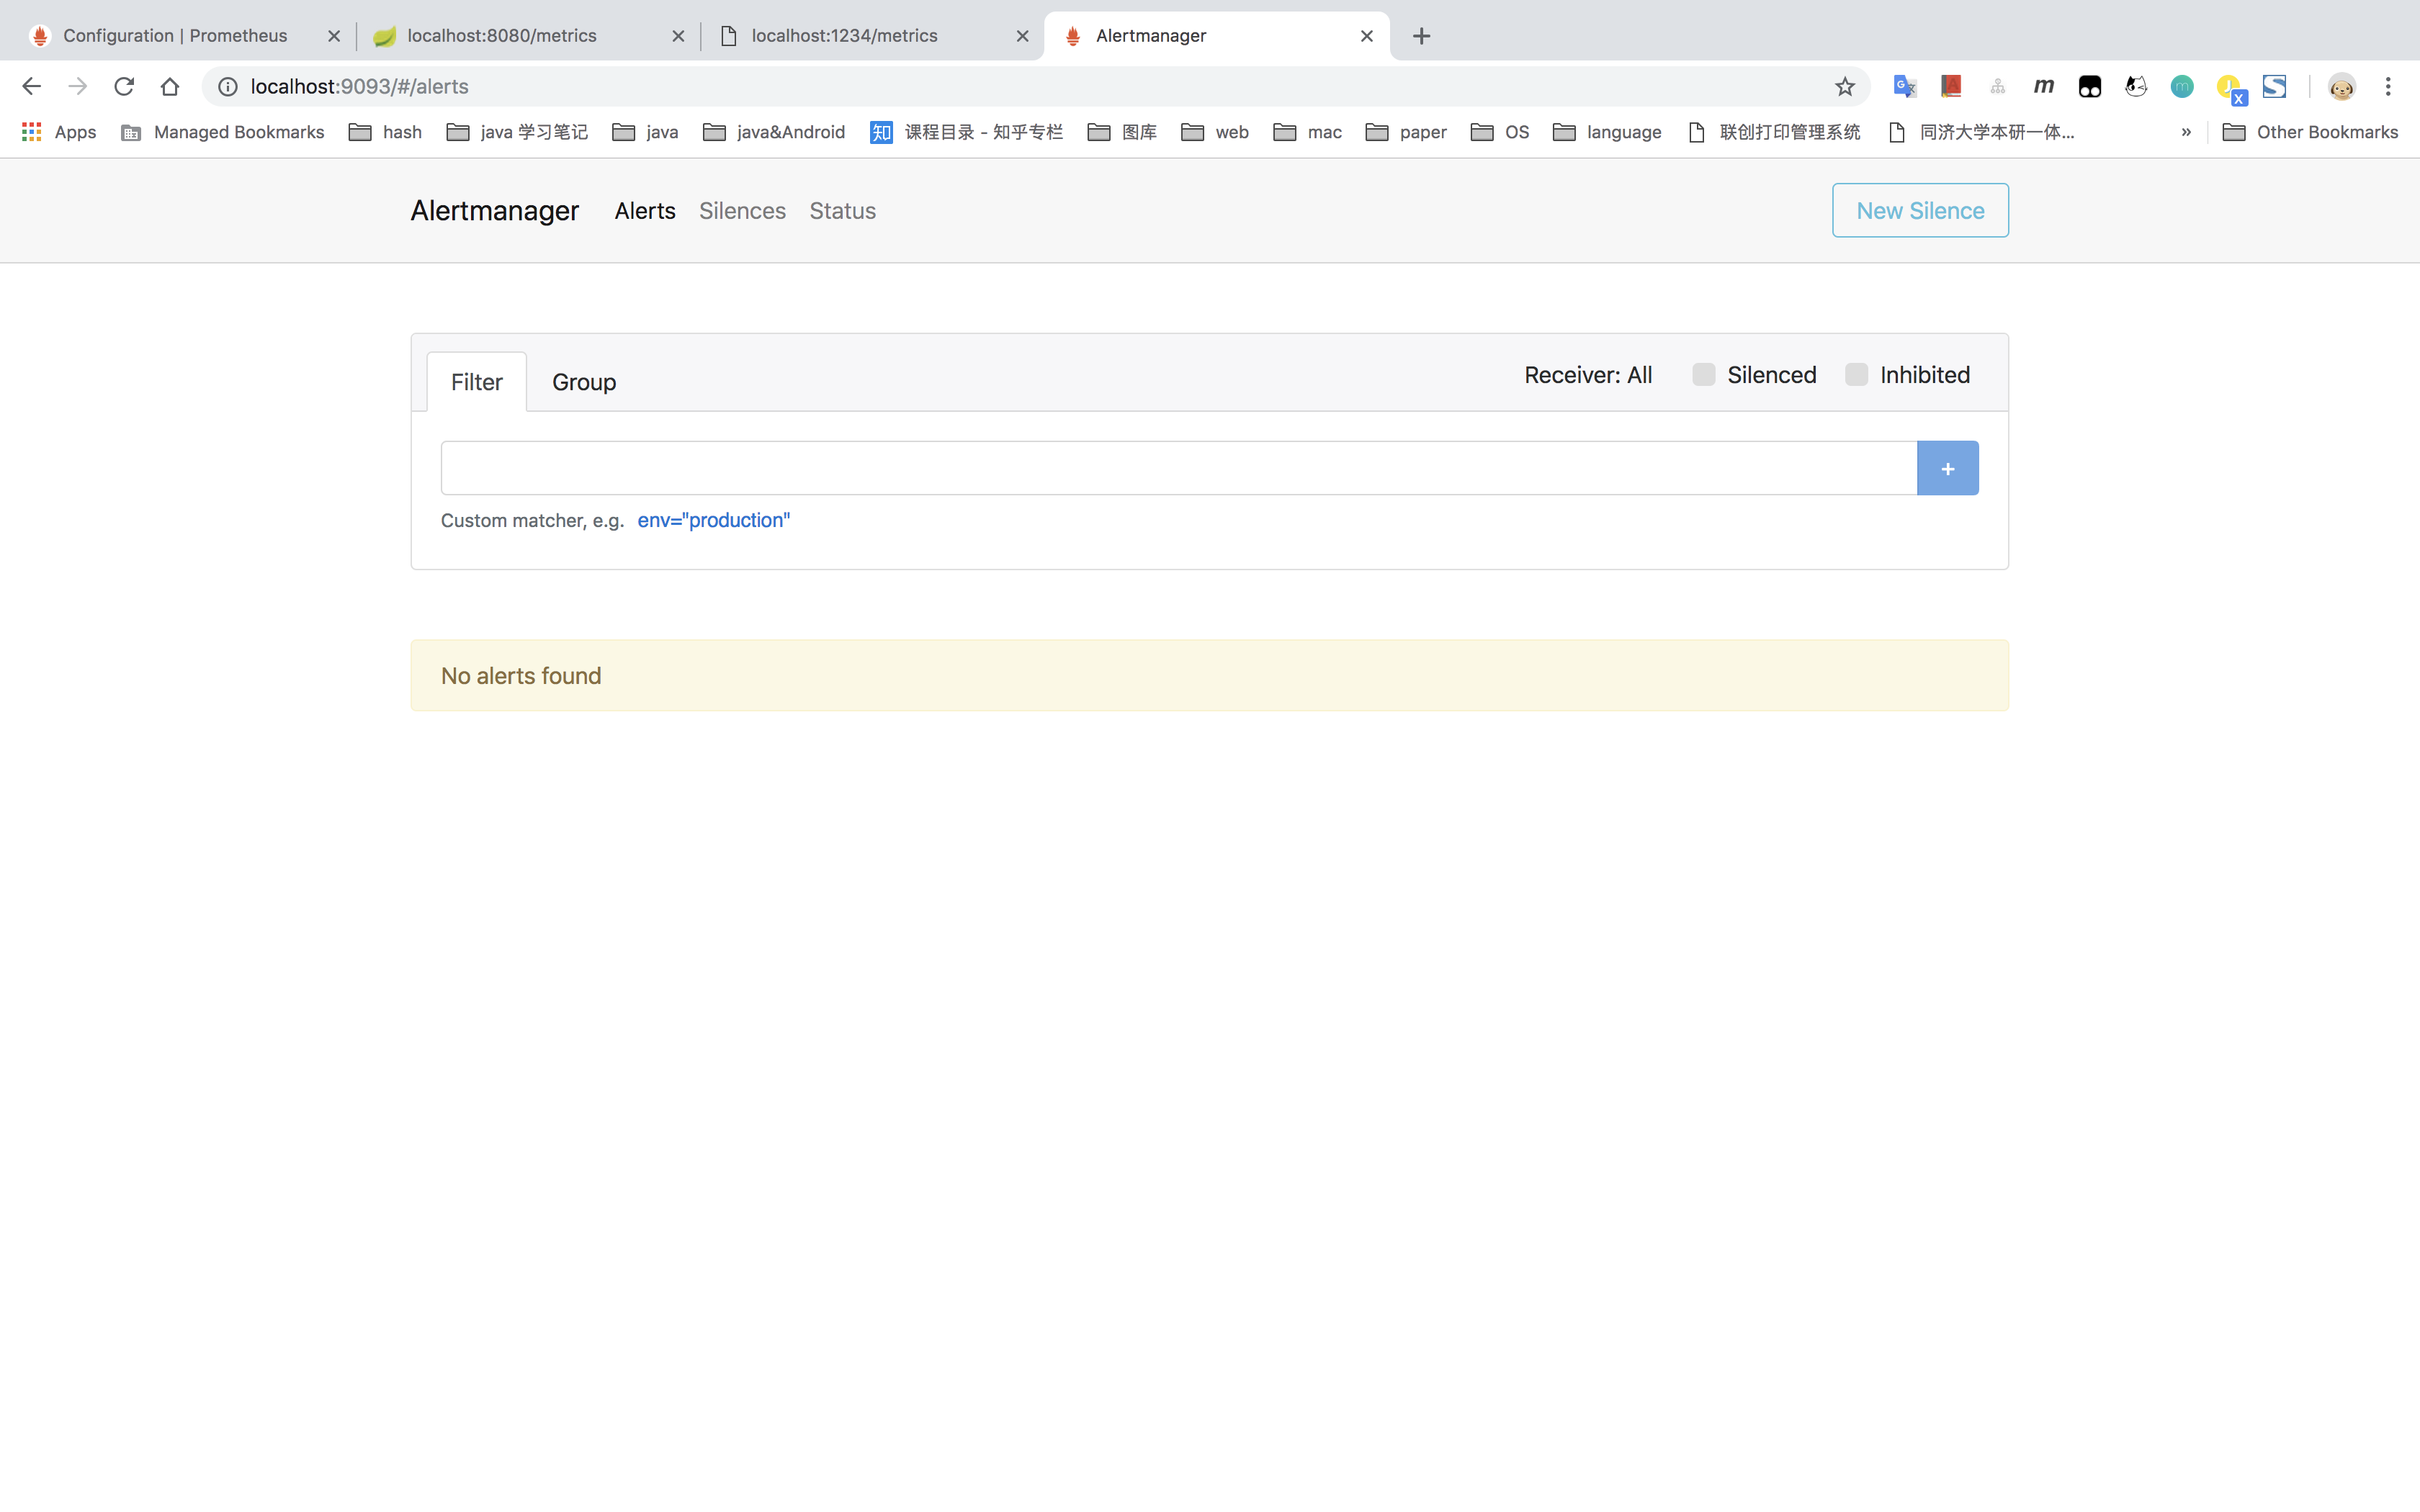 Configuration | Prometheus localhost:8080/metrics localhost:1234/metrics Alertmanager
localhost:9093/#/alerts
Apps Managed Bookmarks hash java 学习笔记 java java&Android 知 课程目录 - 知乎专栏 图库 web mac paper OS language 联创打印管理系统 同济大学本研一体... » Other Bookmarks
Alertmanager Alerts Silences Status New Silence
Filter Group Receiver: All Silenced Inhibited
+
Custom matcher, e.g. env="production"
No alerts found